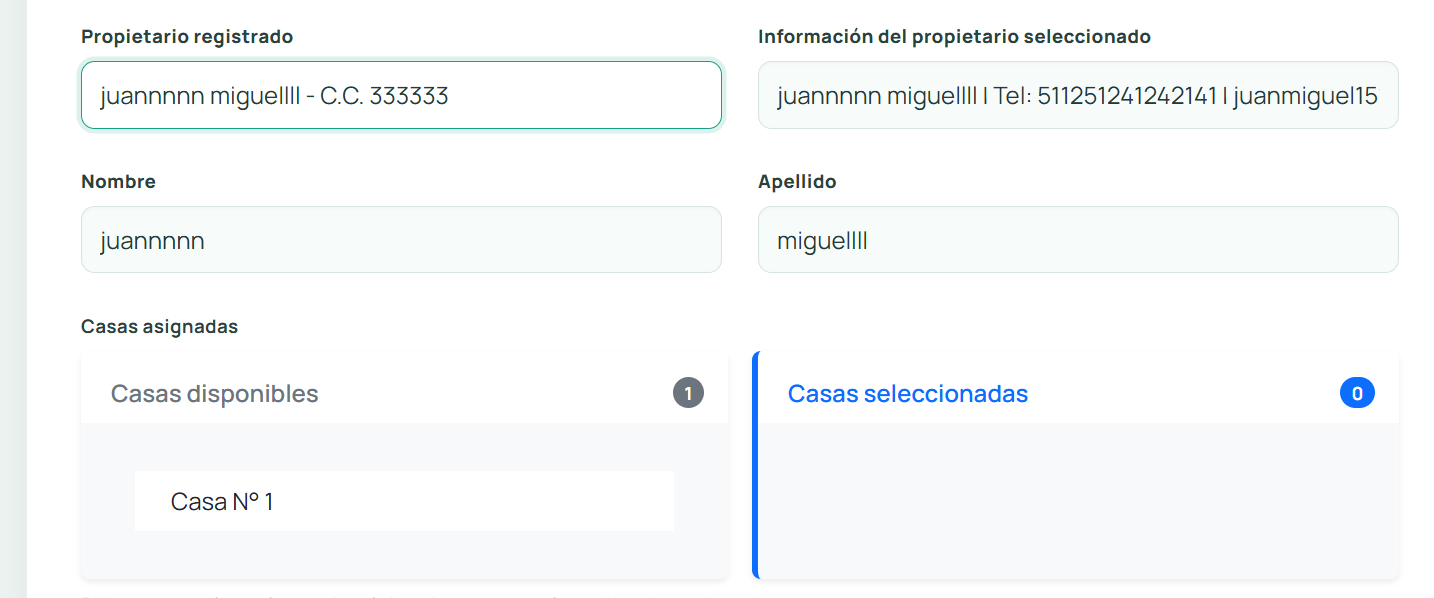 Propietario registrado
Información del propietario seleccionado
juannnnn miguellll - C.C. 333333
juannnnn miguellll | Tel: 511251241242141 | juanmiguel15
Nombre
Apellido
juannnnn
miguellll
Casas asignadas
Casas disponibles
1
Casas seleccionadas
0
Casa N° 1